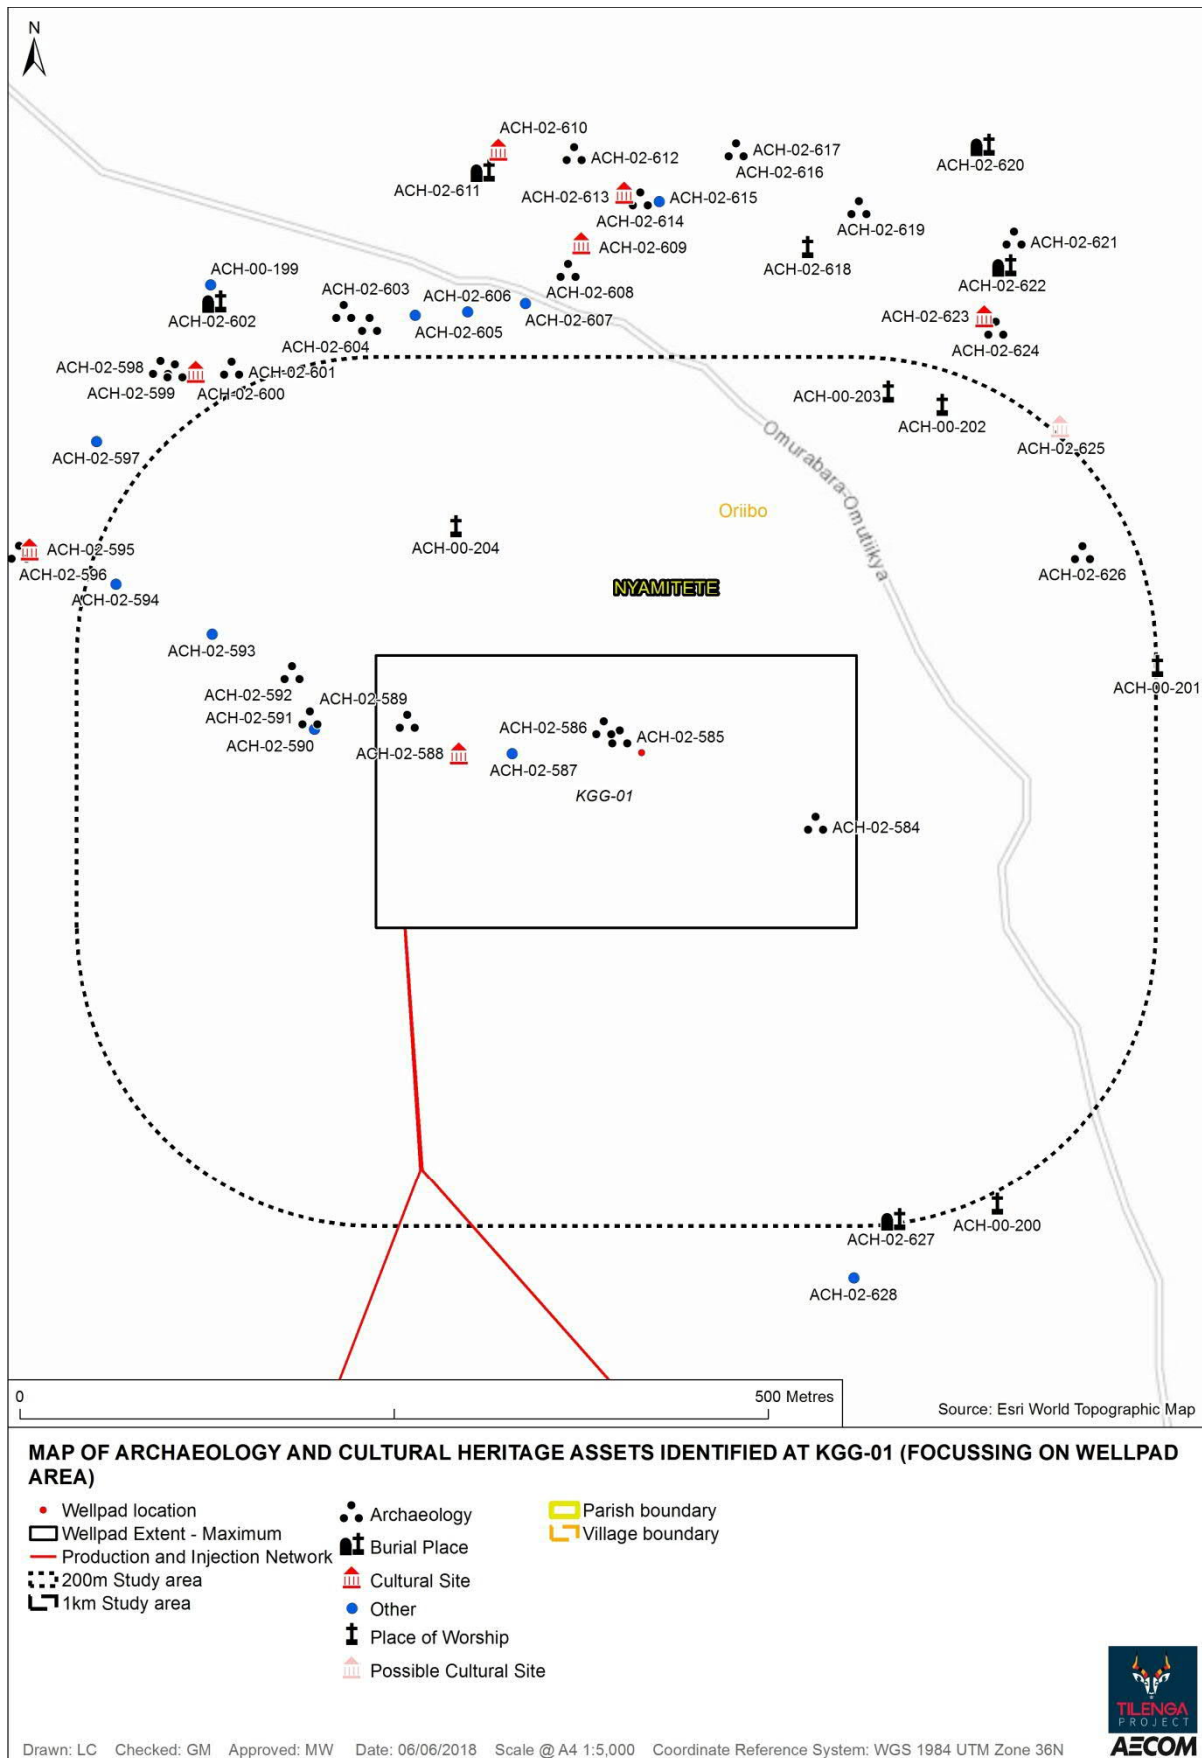 N
ACH-02-610
ACH-02-612
ACH-02-617
ACH-02-616
ACH-02-620
ACH-02-611
ACH-02-613
ACH-02-615
ACH-02-614
ACH-02-619
ACH-02-609
ACH-02-621
ACH-02-618
ACH-00-199
ACH-02-622
ACH-02-603
ACH-02-606
ACH-02-608
ACH-02-602
ACH-02-607
ACH-02-623
ACH-02-605
ACH-02-604
ACH-02-624
ACH-02-598
ACH-02-601
ACH-02-599
ACH-02-600
ACH-00-203
ACH-00-202
Omurabara-Omutiikya
ACH-02-625
ACH-02-597
Oriibo
ACH-00-204
ACH-02-595
ACH-02-596
ACH-02-626
NYAMITETE
ACH-02-594
ACH-02-593
ACH-00-201
ACH-02-592
ACH-02-589
ACH-02-591
ACH-02-586
ACH-02-585
ACH-02-590
ACH-02-588
ACH-02-587
KGG-01
ACH-02-584
ACH-00-200
ACH-02-627
ACH-02-628
0
500 Metres
Source: Esri World Topographic Map
MAP OF ARCHAEOLOGY AND CULTURAL HERITAGE ASSETS IDENTIFIED AT KGG-01 (FOCUSSING ON WELLPAD
AREA)
Wellpad location
Wellpad Extent - Maximum
Production and Injection Network
200m Study area
1km Study area
Archaeology
Burial Place
Cultural Site
Other
Place of Worship
Possible Cultural Site
Parish boundary
Village boundary
TILENGA
PROJECT
AECOM
Drawn: LC Checked: GM Approved: MW Date: 06/06/2018 Scale @ A4 1:5,000 Coordinate Reference System: WGS 1984 UTM Zone 36N